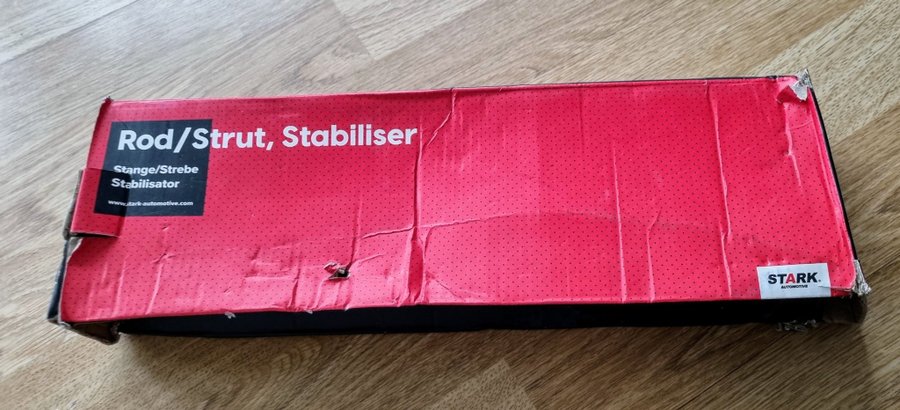 Rod/Strut, Stabiliser
Stange/Strebe
Stabilisator
www.stark-automotive.com
STARK
AUTOMOTIVE